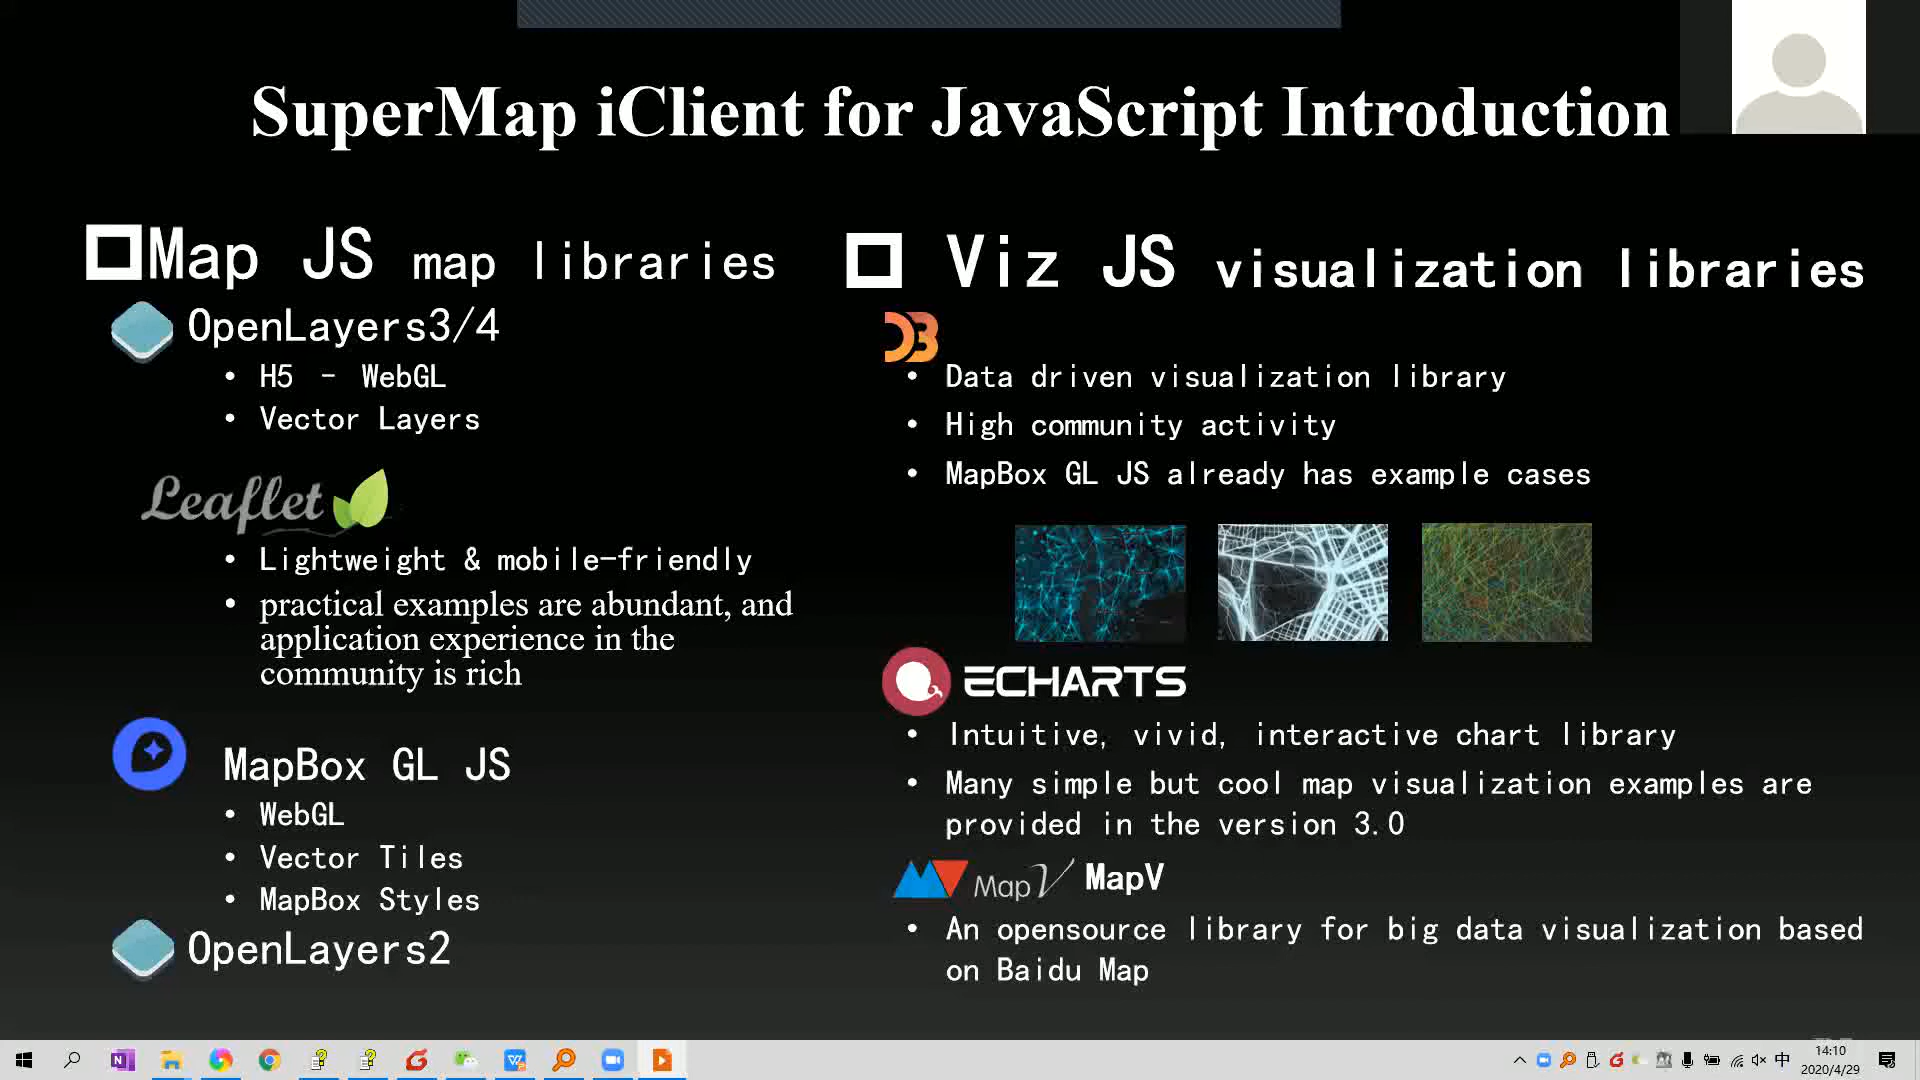 SuperMap iClient for JavaScript Introduction
Map JS map libraries
OpenLayers3/4
• H5 – WebGL
• Vector Layers
Leaflet
• Lightweight & mobile-friendly
• practical examples are abundant, and
application experience in the
community is rich
MapBox GL JS
• WebGL
• Vector Tiles
• MapBox Styles
OpenLayers2
Viz JS visualization libraries
D3
• Data driven visualization library
• High community activity
• MapBox GL JS already has example cases
ECHARTS
• Intuitive, vivid, interactive chart library
• Many simple but cool map visualization examples are
provided in the version 3.0
MapV MapV
• An opensource library for big data visualization based
on Baidu Map
中
14:10
2020/4/29